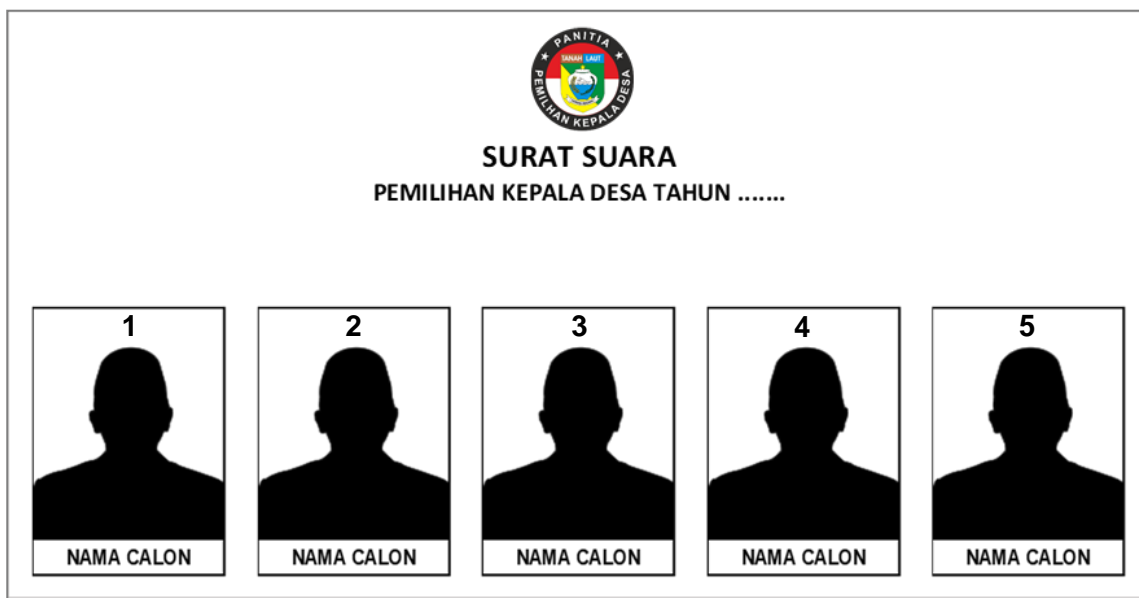 PANITIA
TANAH LAUT
PEMILIHAN KEPALA DESA
SURAT SUARA
PEMILIHAN KEPALA DESA TAHUN .......
1 2 3 4 5
NAMA CALON NAMA CALON NAMA CALON NAMA CALON NAMA CALON